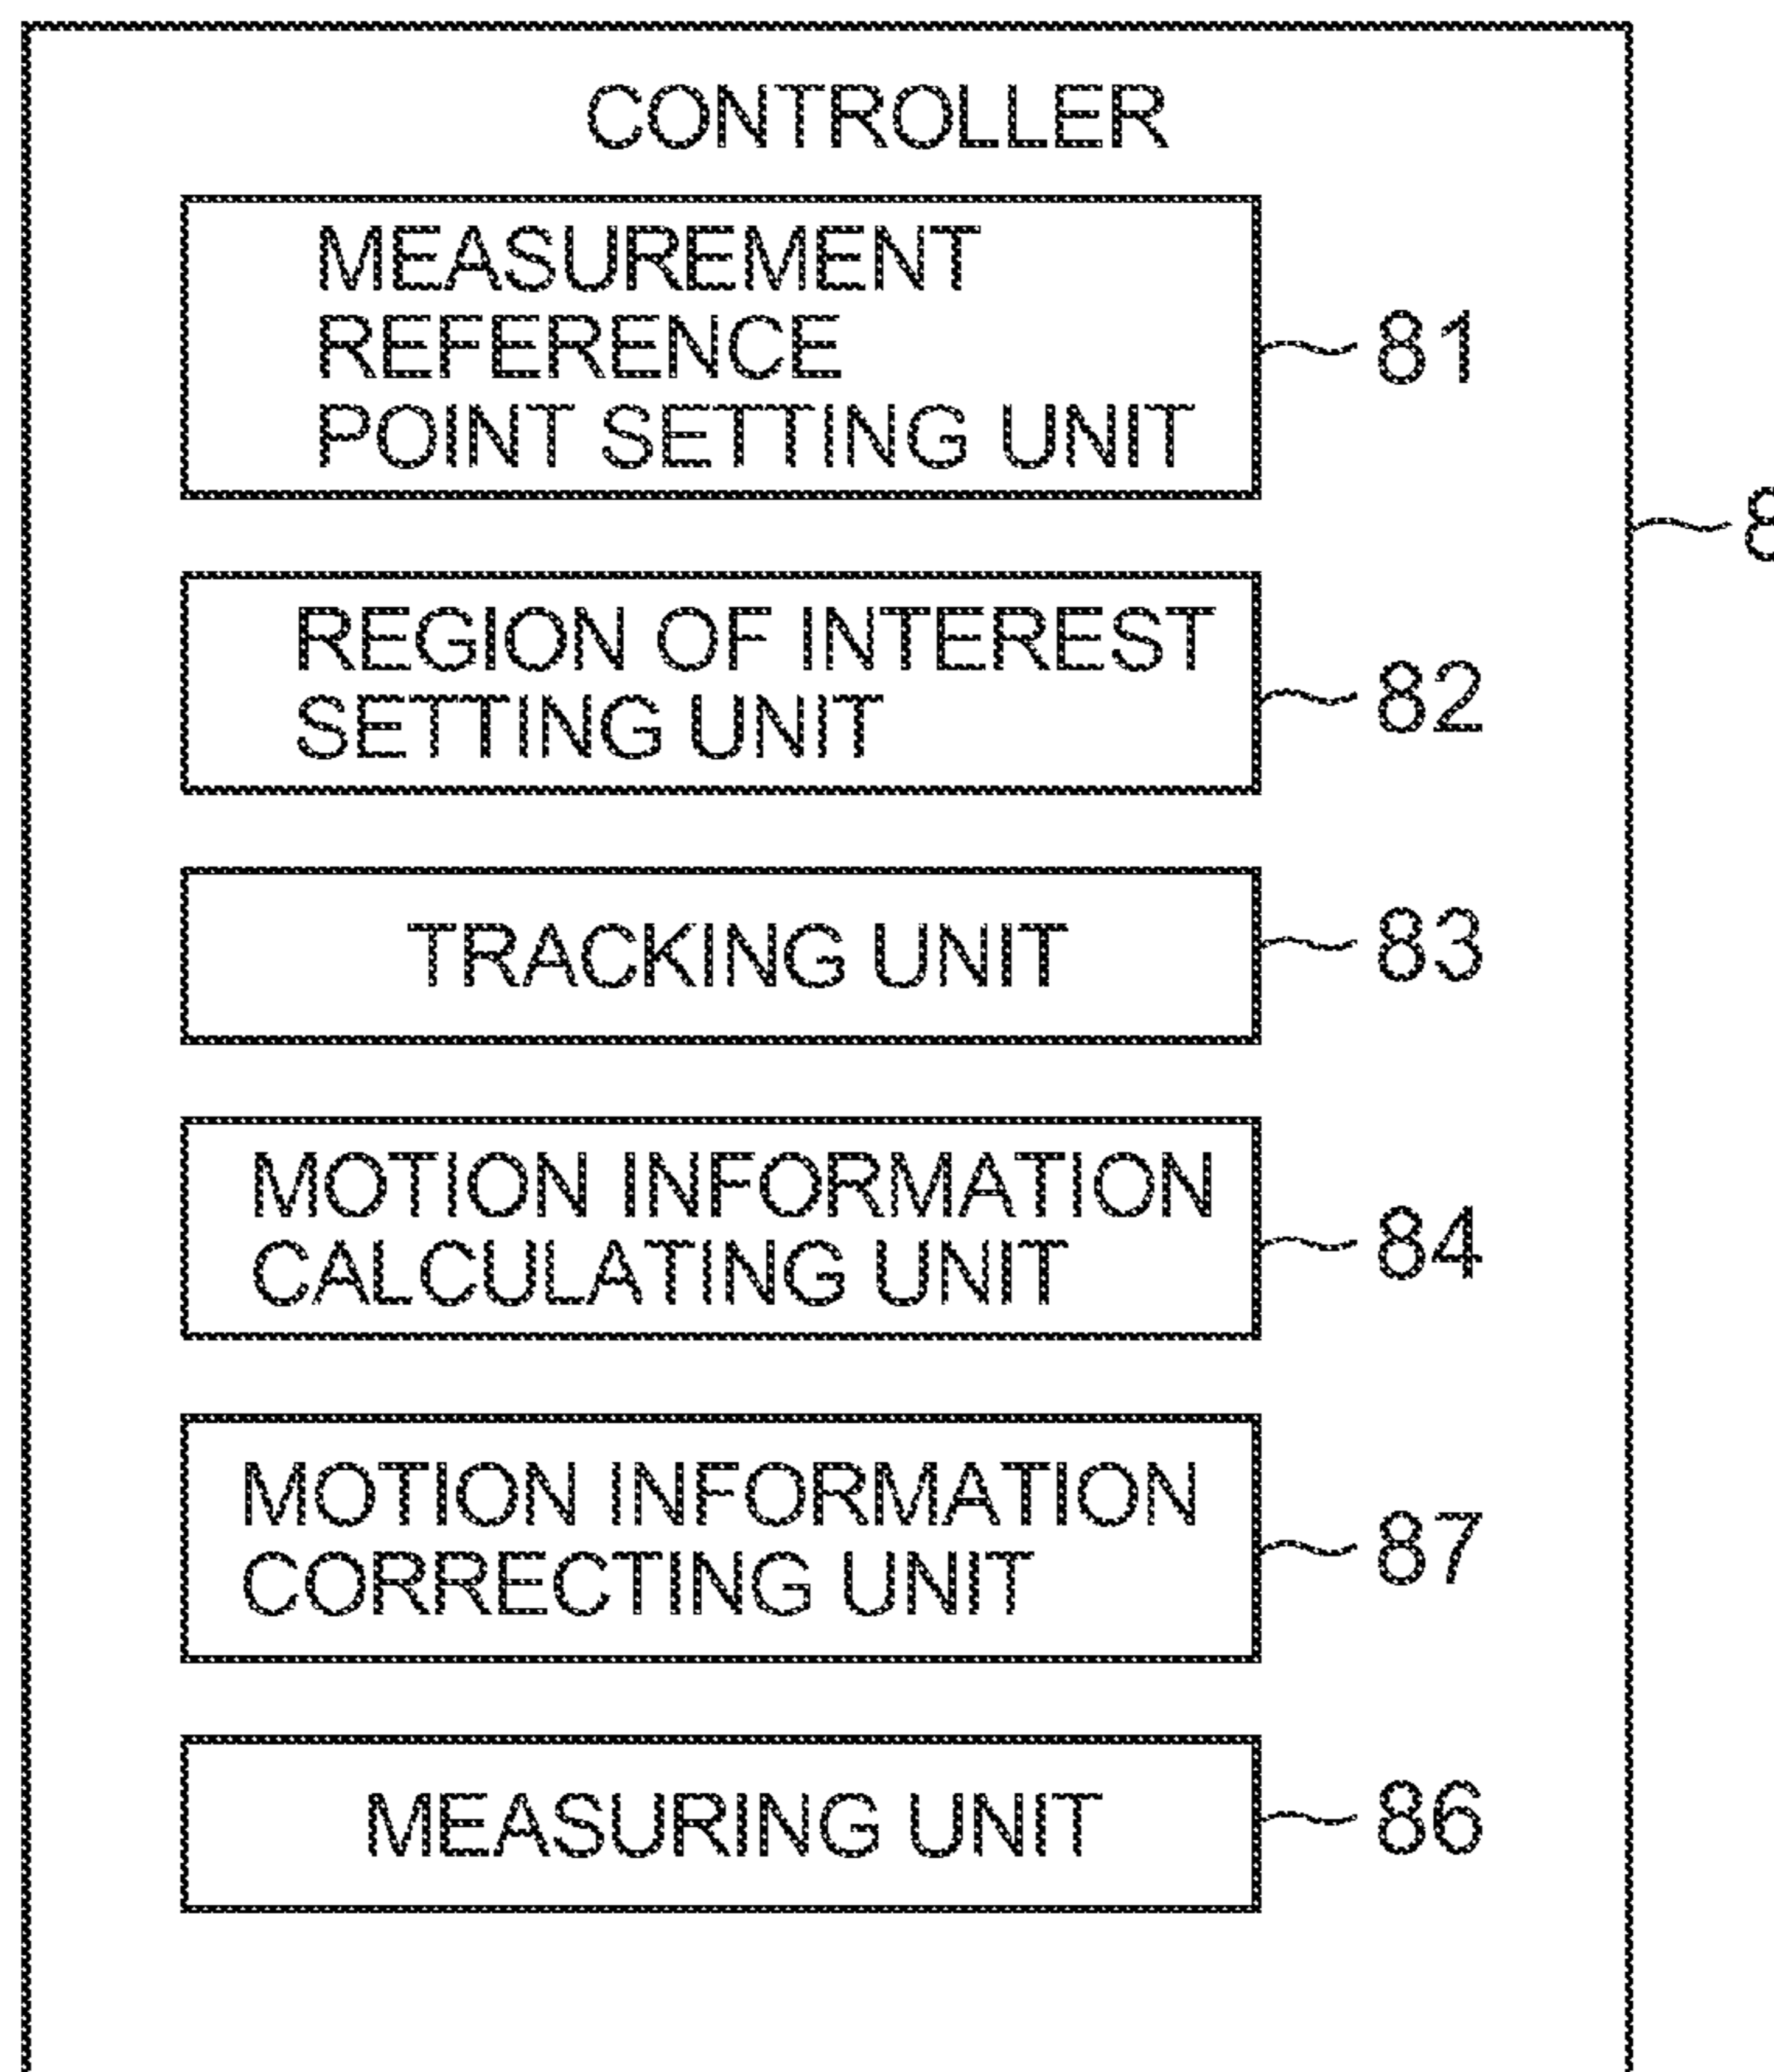 CONTROLLER
MEASUREMENT
REFERENCE
POINT SETTING UNIT
81
8
REGION OF INTEREST
SETTING UNIT
82
TRACKING UNIT
83
MOTION INFORMATION
CALCULATING UNIT
84
MOTION INFORMATION
CORRECTING UNIT
87
MEASURING UNIT
86